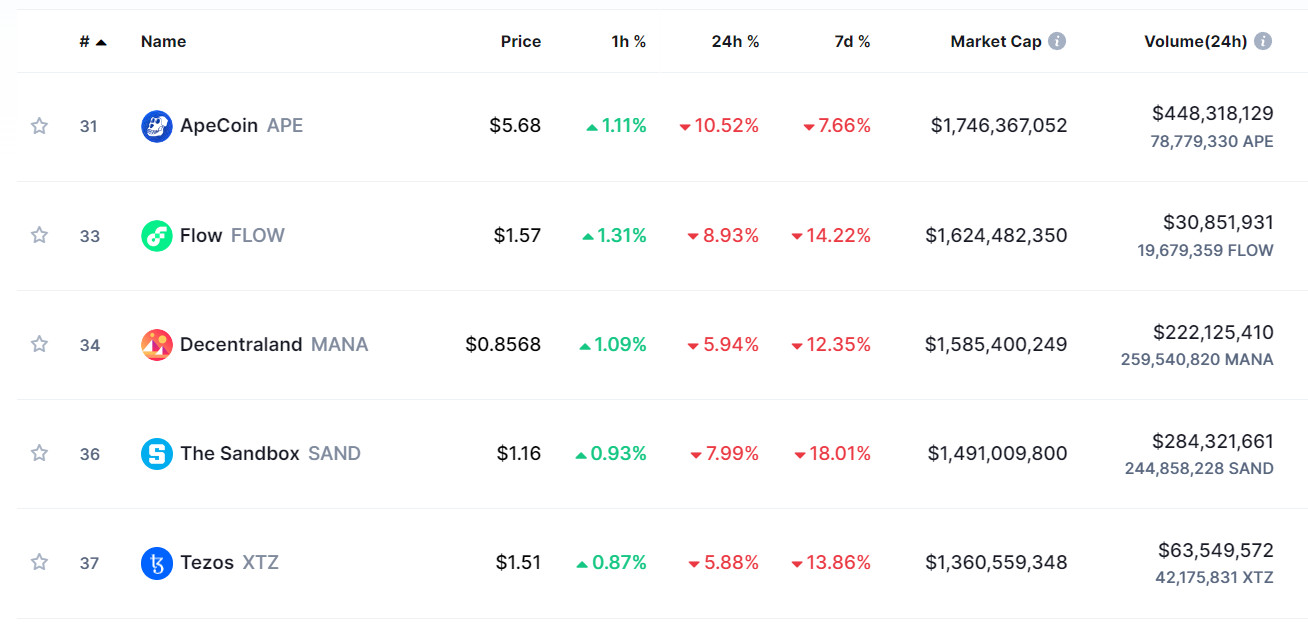 # Name Price 1h % 24h % 7d % Market Cap Volume(24h)
31 ApeCoin APE $5.68 1.11% 10.52% 7.66% $1,746,367,052 $448,318,129
78,779,330 APE
33 Flow FLOW $1.57 1.31% 8.93% 14.22% $1,624,482,350 $30,851,931
19,679,359 FLOW
34 Decentraland MANA $0.8568 1.09% 5.94% 12.35% $1,585,400,249 $222,125,410
259,540,820 MANA
36 The Sandbox SAND $1.16 0.93% 7.99% 18.01% $1,491,009,800 $284,321,661
244,858,228 SAND
37 Tezos XTZ $1.51 0.87% 5.88% 13.86% $1,360,559,348 $63,549,572
42,175,831 XTZ